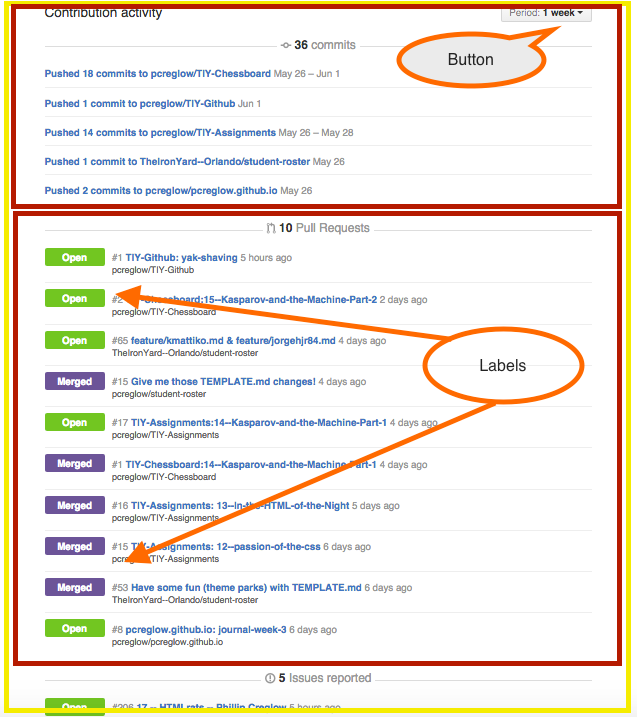 Contribution activity
Period: 1 week
36 commits
Button
Pushed 18 commits to pcreglow/TIY-Chessboard May 26 – Jun 1
Pushed 1 commit to pcreglow/TIY-Github Jun 1
Pushed 14 commits to pcreglow/TIY-Assignments May 26 – May 28
Pushed 1 commit to TheIronYard--Orlando/student-roster May 26
Pushed 2 commits to pcreglow/pcreglow.github.io May 26
10 Pull Requests
Open #1 TIY-Github: yak-shaving 5 hours ago
pcreglow/TIY-Github
Open #2 TIY-Chessboard:15--Kasparov-and-the-Machine-Part-2 2 days ago
pcreglow/TIY-Chessboard
Open #65 feature/kmattiko.md & feature/jorgehjr84.md 4 days ago
TheIronYard--Orlando/student-roster
Labels
Merged #15 Give me those TEMPLATE.md changes! 4 days ago
pcreglow/student-roster
Open #17 TIY-Assignments:14--Kasparov-and-the-Machine-Part-1 4 days ago
pcreglow/TIY-Assignments
Merged #1 TIY-Chessboard:14--Kasparov-and-the-Machine-Part-1 4 days ago
pcreglow/TIY-Chessboard
Merged #16 TIY-Assignments: 13--In-the-HTML-of-the-Night 5 days ago
pcreglow/TIY-Assignments
Merged #15 TIY-Assignments: 12--passion-of-the-css 6 days ago
pcreglow/TIY-Assignments
Merged #53 Have some fun (theme parks) with TEMPLATE.md 6 days ago
TheIronYard--Orlando/student-roster
Open #8 pcreglow.github.io: journal-week-3 6 days ago
pcreglow/pcreglow.github.io
5 Issues reported
Open #206 17 -- HTMLrats -- Phillip Creglow 5 hours ago